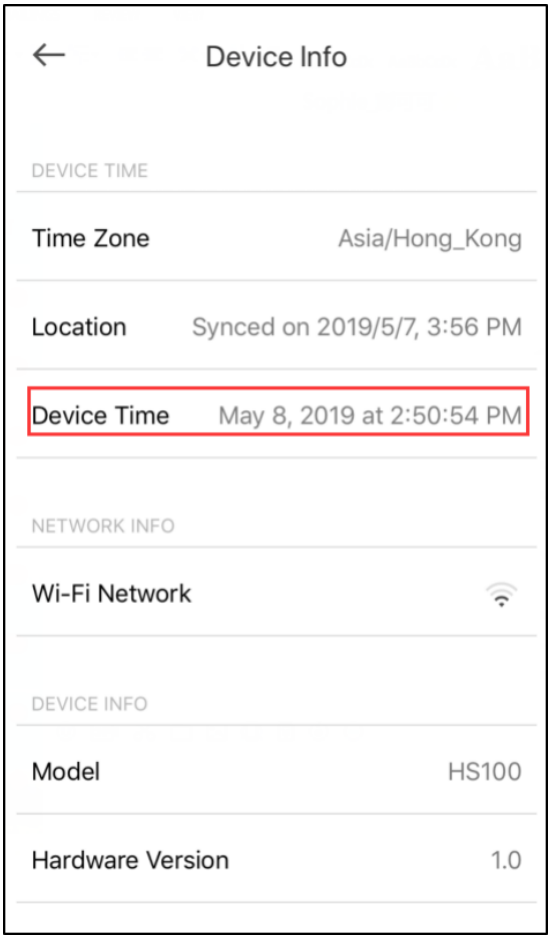 Device Info
DEVICE TIME
Time Zone Asia/Hong_Kong
Location Synced on 2019/5/7, 3:56 PM
Device Time May 8, 2019 at 2:50:54 PM
NETWORK INFO
Wi-Fi Network
DEVICE INFO
Model HS100
Hardware Version 1.0